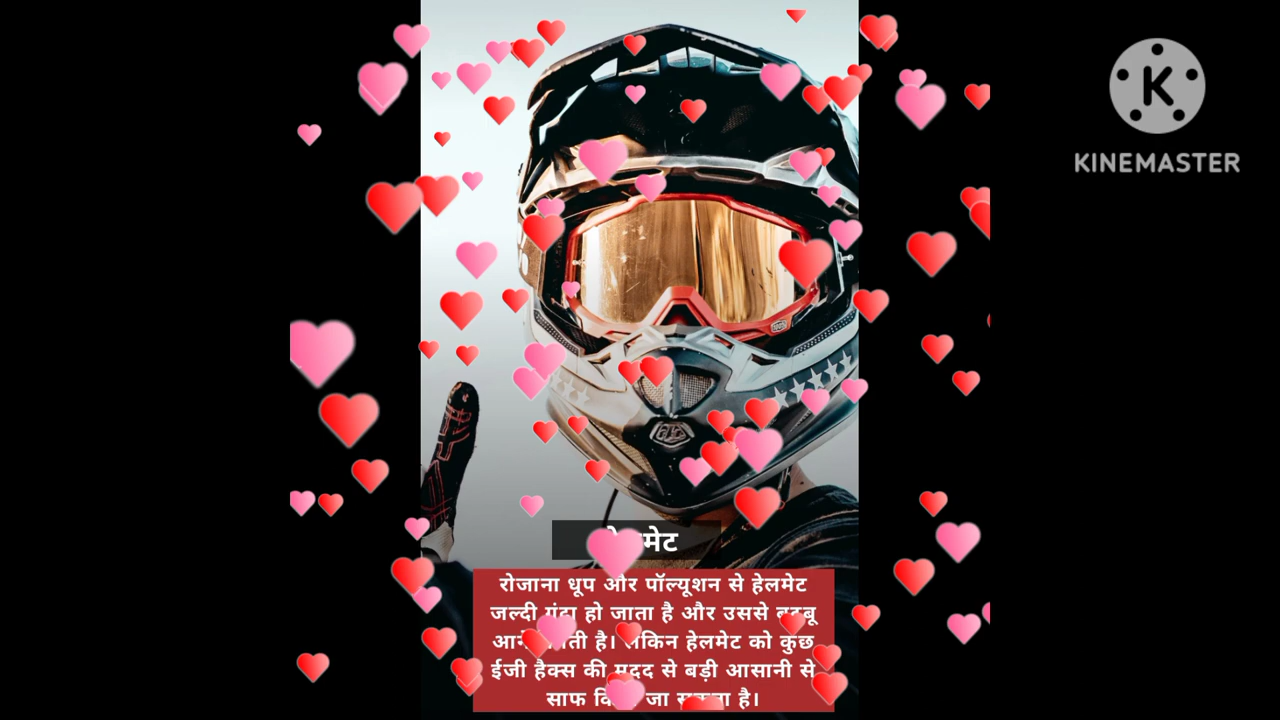 KINEMASTER
रोजाना धूप और पॉल्यूशन से हेलमेट
जल्दी हो जाता है और उससे
है। हेलमेट को कुछ
ईजी हैक्स की मदद से बड़ी आसानी से
साफ जा है।